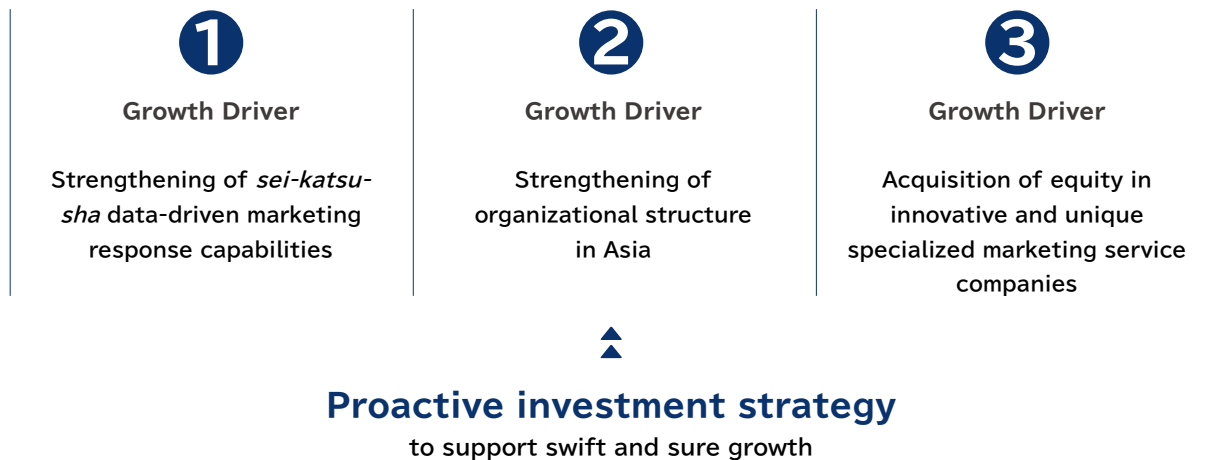 1
Growth Driver
Strengthening of sei-katsu-
sha data-driven marketing
response capabilities
2
Growth Driver
Strengthening of
organizational structure
in Asia
3
Growth Driver
Acquisition of equity in
innovative and unique
specialized marketing service
companies
Proactive investment strategy
to support swift and sure growth